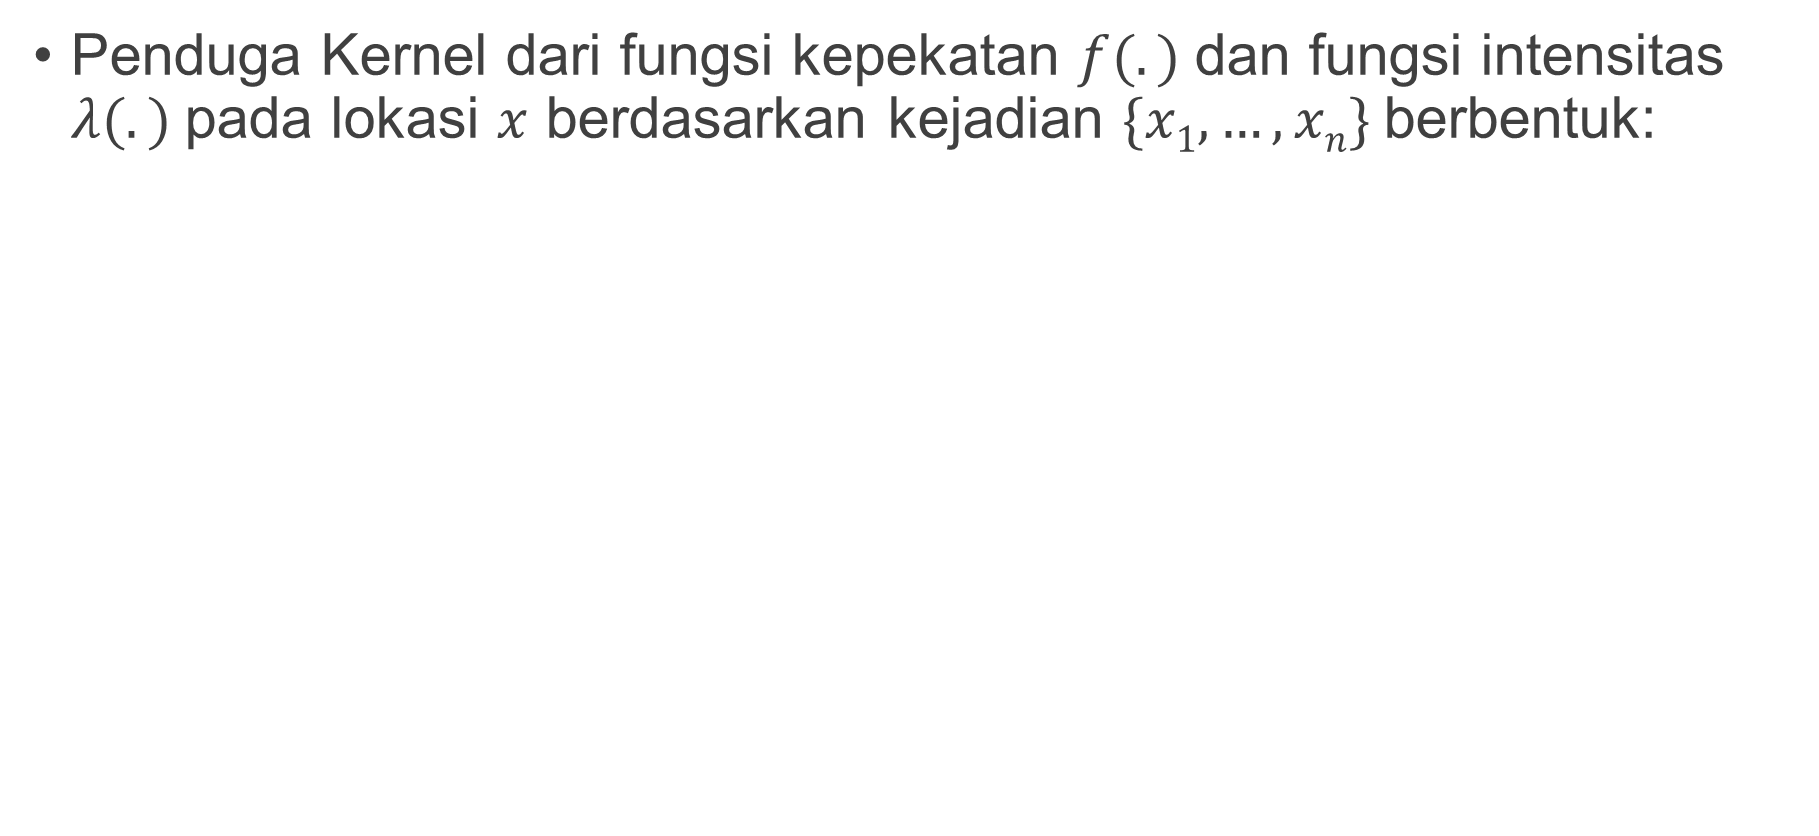 • Penduga Kernel dari fungsi kepekatan 𝑓(.) dan fungsi intensitas
𝜆(.) pada lokasi 𝑥 berdasarkan kejadian {𝑥₁, … , 𝑥ₙ} berbentuk: